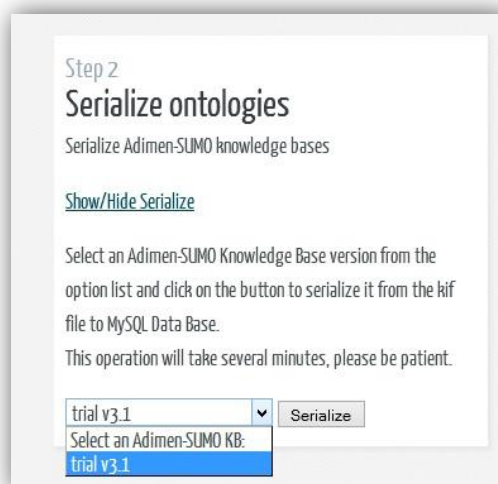 Step 2
Serialize ontologies
Serialize Adimen-SUMO knowledge bases
Show/Hide Serialize
Select an Adimen-SUMO Knowledge Base version from the
option list and click on the button to serialize it from the kif
file to MySQL Data Base.
This operation will take several minutes, please be patient.
trial v3.1 Serialize
Select an Adimen-SUMO KB:
trial v3.1